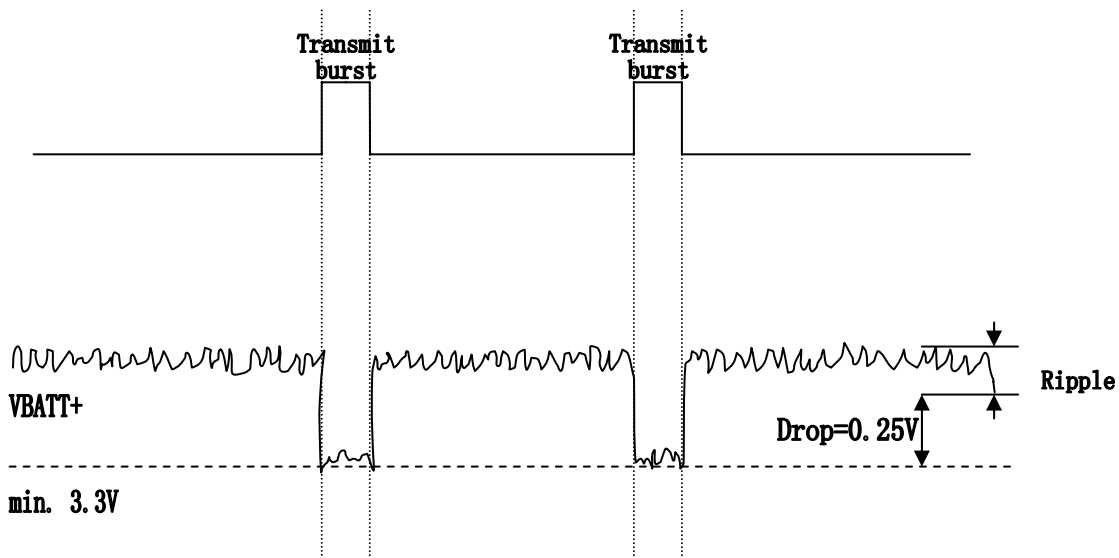 Transmit
burst
Transmit
burst
Ripple
VBATT+
Drop=0.25V
min. 3.3V